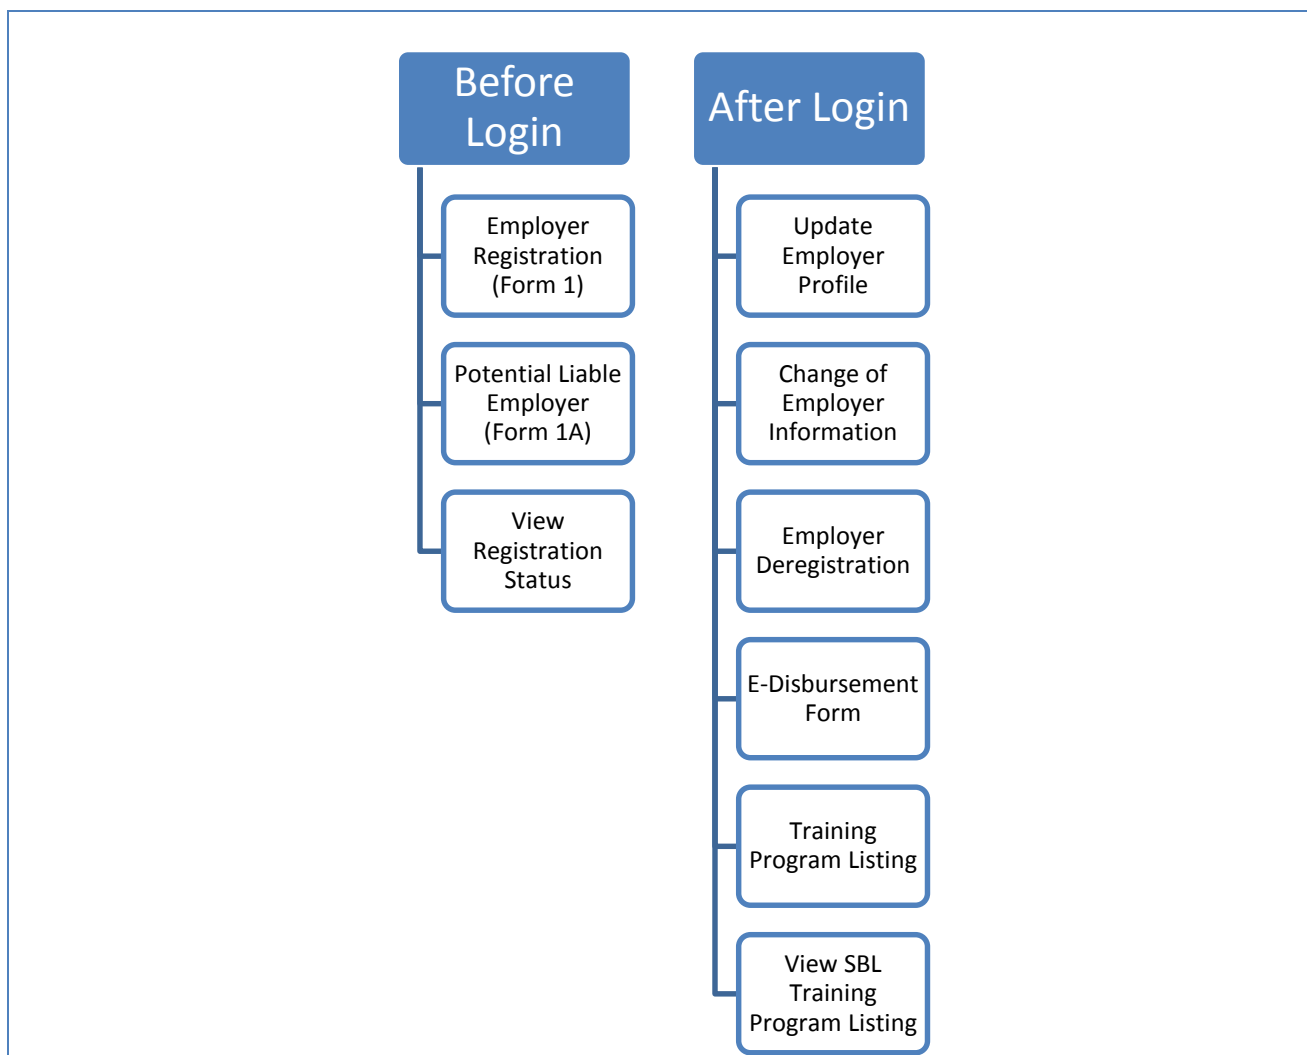 Before
Login
Employer
Registration
(Form 1)
Potential Liable
Employer
(Form 1A)
View
Registration
Status
After Login
Update
Employer
Profile
Change of
Employer
Information
Employer
Deregistration
E-Disbursement
Form
Training
Program Listing
View SBL
Training
Program Listing